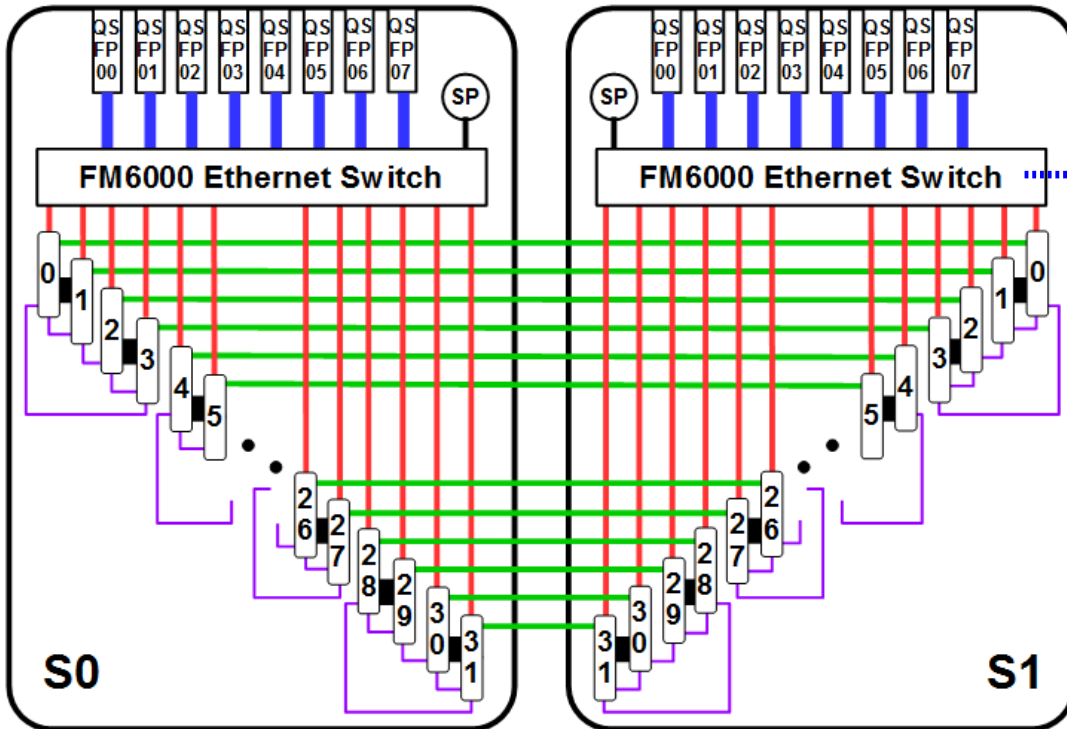 QS FP 00
QS FP 01
QS FP 02
QS FP 03
QS FP 04
QS FP 05
QS FP 06
QS FP 07
QS FP 00
QS FP 01
QS FP 02
QS FP 03
QS FP 04
QS FP 05
QS FP 06
QS FP 07
SP
SP
FM6000 Ethernet Switch
FM6000 Ethernet Switch
0
1
2
3
4
5
26
27
28
29
30
31
0
1
2
3
4
5
26
27
28
29
30
31
S0
S1